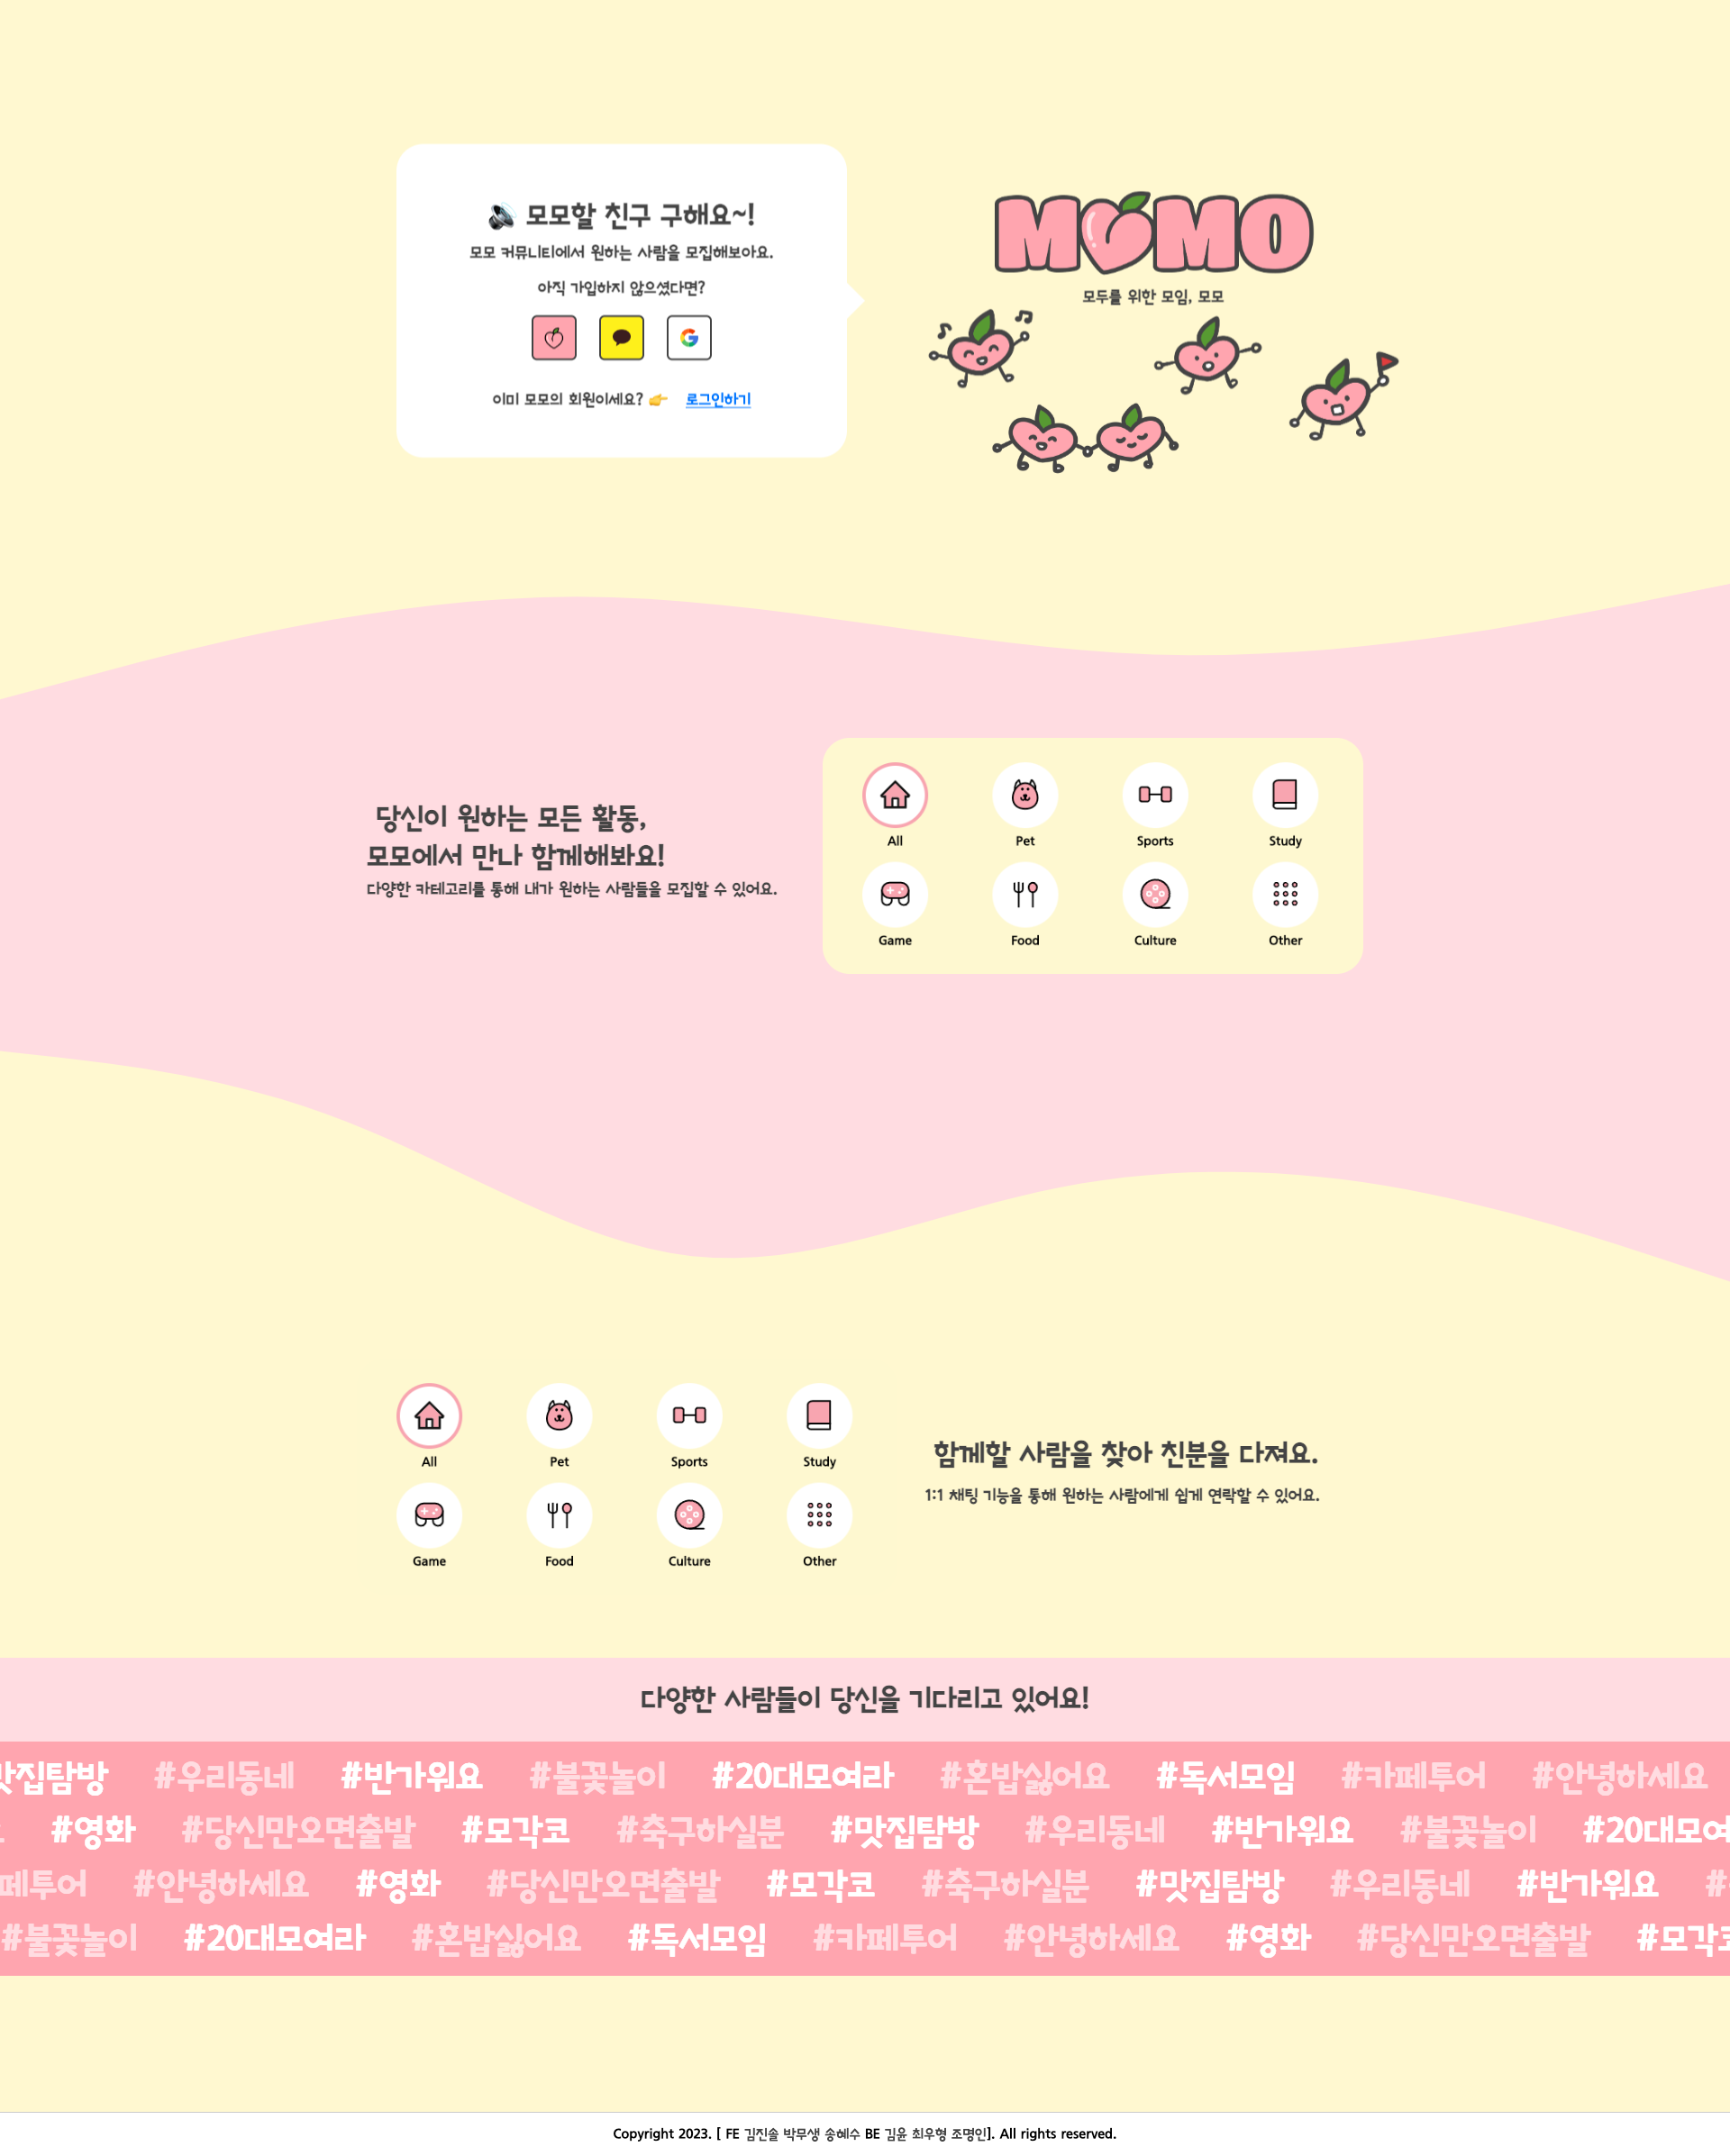 🔊 모모할 친구 구해요~!
모모 커뮤니티에서 원하는 사람을 모집해보아요.
아직 가입하지 않으셨다면?
이미 모모의 회원이세요? 👉 로그인하기
MOMO
모두를 위한 모임, 모모
당신이 원하는 모든 활동,
모모에서 만나 함께해봐요!
다양한 카테고리를 통해 내가 원하는 사람들을 모집할 수 있어요.
All Pet Sports Study
Game Food Culture Other
All Pet Sports Study
Game Food Culture Other
함께할 사람을 찾아 친분을 다져요.
1:1 채팅 기능을 통해 원하는 사람에게 쉽게 연락할 수 있어요.
다양한 사람들이 당신을 기다리고 있어요!
맛집탐방 #우리동네 #반가워요 #불꽃놀이 #20대모여라 #혼밥싫어요 #독서모임 #카페투어 #안녕하세요
#영화 #당신만오면출발 #모각코 #축구하실분 #맛집탐방 #우리동네 #반가워요 #불꽃놀이 #20대모여
페투어 #안녕하세요 #영화 #당신만오면출발 #모각코 #축구하실분 #맛집탐방 #우리동네 #반가워요 #
#불꽃놀이 #20대모여라 #혼밥싫어요 #독서모임 #카페투어 #안녕하세요 #영화 #당신만오면출발 #모각코
Copyright 2023. [ FE 김진솔 박무생 송혜수 BE 김윤 최우형 조명인]. All rights reserved.